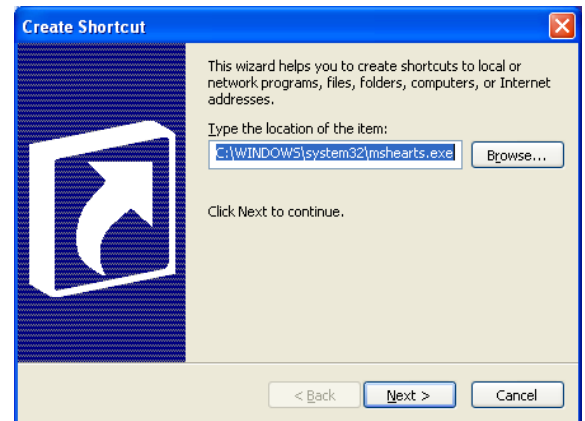 Create Shortcut
This wizard helps you to create shortcuts to local or
network programs, files, folders, computers, or Internet
addresses.
Type the location of the item:
C:\WINDOWS\system32\mshearts.exe
Browse...
Click Next to continue.
< Back
Next >
Cancel